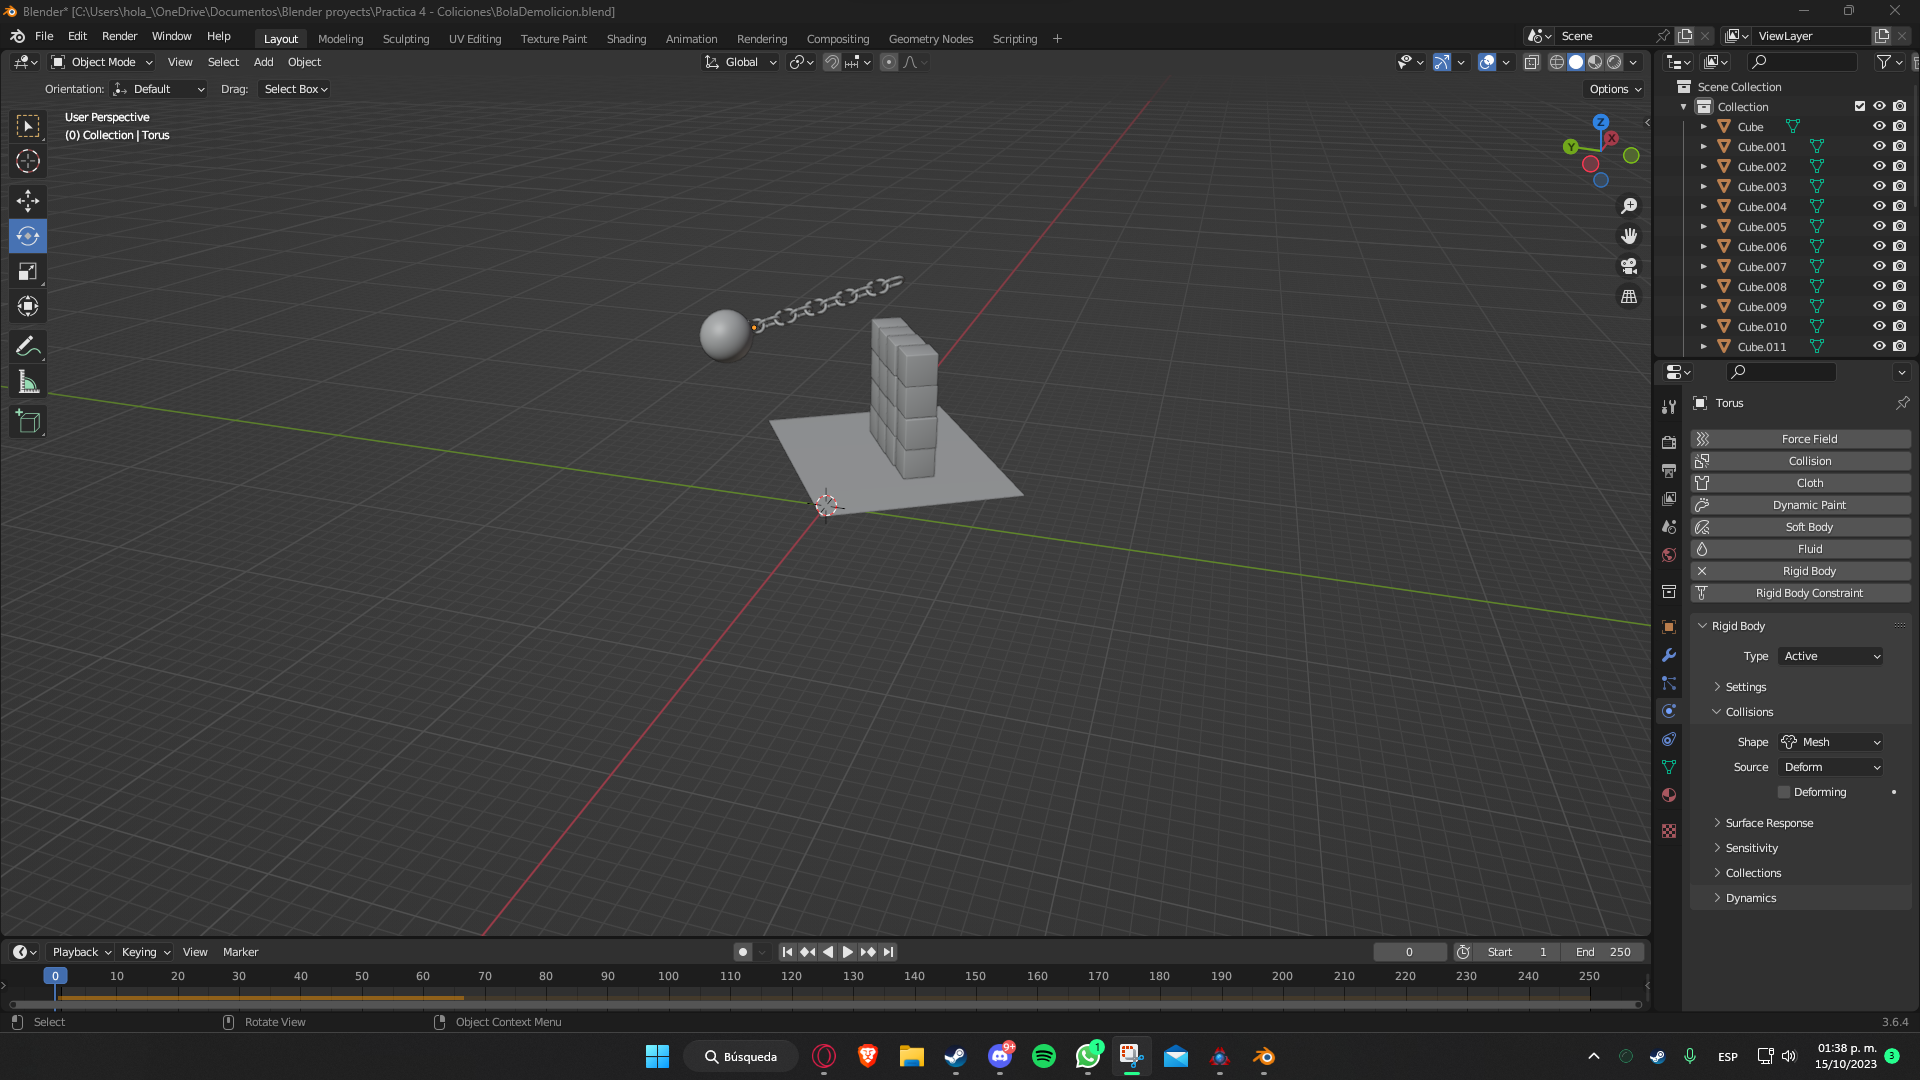 Blender* [C:\Users\hola_\OneDrive\Documentos\Blender proyects\Practica 4 - Coliciones\BolaDemolicion.blend]
File Edit Render Window Help Layout Modeling Sculpting UV Editing Texture Paint Shading Animation Rendering Compositing Geometry Nodes Scripting + Scene ViewLayer
Object Mode View Select Add Object Global
Orientation: Default Drag: Select Box Options
User Perspective
(0) Collection | Torus
Z
X
Y
Scene Collection
Collection
Cube
Cube.001
Cube.002
Cube.003
Cube.004
Cube.005
Cube.006
Cube.007
Cube.008
Cube.009
Cube.010
Cube.011
Torus
Force Field
Collision
Cloth
Dynamic Paint
Soft Body
Fluid
Rigid Body
Rigid Body Constraint
Rigid Body
Type Active
Settings
Collisions
Shape Mesh
Source Deform
Deforming
Surface Response
Sensitivity
Collections
Dynamics
Playback Keying View Marker 0 Start 1 End 250
0 10 20 30 40 50 60 70 80 90 100 110 120 130 140 150 160 170 180 190 200 210 220 230 240 250
Select Rotate View Object Context Menu 3.6.4
Búsqueda 9+ 1 ESP 01:38 p. m. 3
15/10/2023